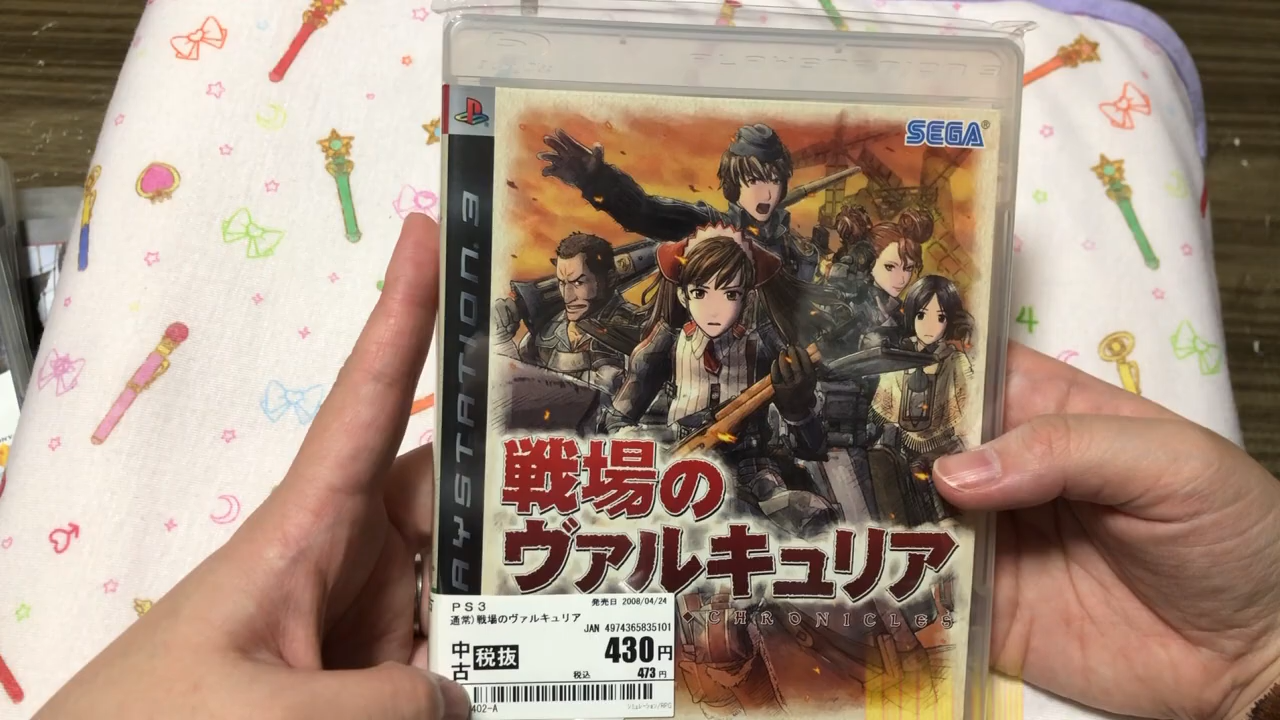 PLAYSTATION 3
SEGA®
AYSTATION 3
戦場の
ヴァルキュリア
CHRONICLES
PS3
発売日 2008/04/24
通常)戦場のヴァルキュリア
JAN 4974365835101
中古
税抜
430円
税込 473円
402-A
シミュレーション/RPG
4